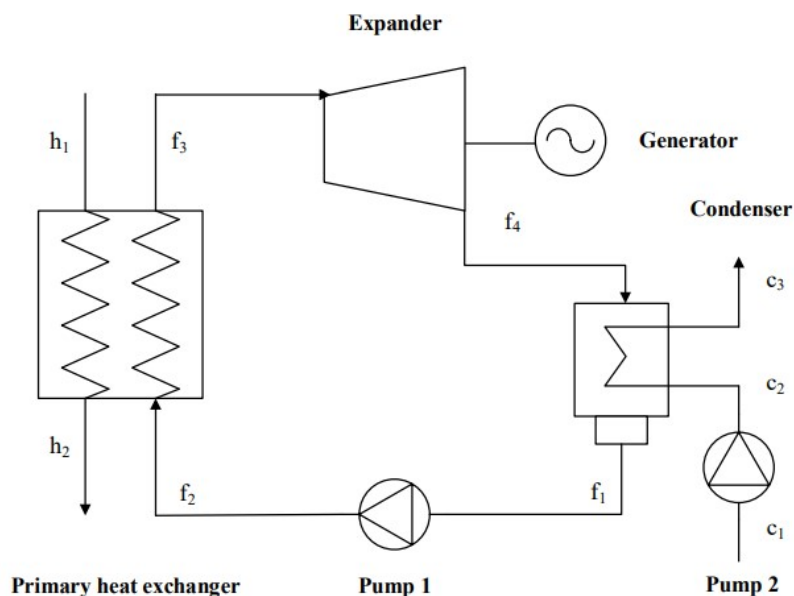 Expander
h₁
f₃
Generator
Condenser
f₄
c₃
c₂
h₂
f₂
f₁
c₁
Primary heat exchanger
Pump 1
Pump 2